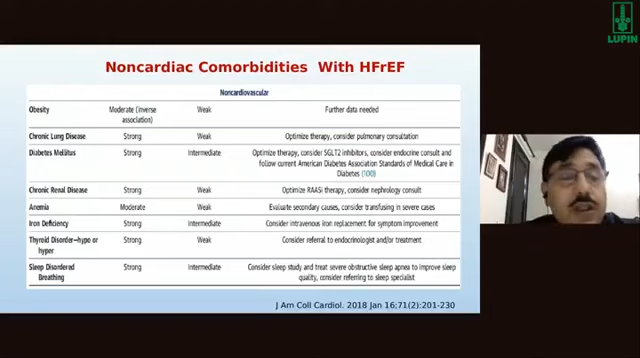 LUPIN
Noncardiac Comorbidities With HFrEF
Noncardiovascular
Obesity Moderate (inverse Weak Further data needed
association)
Chronic Lung Disease Strong Weak Optimize therapy, consider pulmonary consultation
Diabetes Mellitus Strong Intermediate Optimize therapy, consider SGLT2 inhibitors, consider endocrine consult and
follow current American Diabetes Association Standards of Medical Care in
Diabetes (100)
Chronic Renal Disease Strong Weak Optimize RAASi therapy, consider nephrology consult
Anemia Moderate Weak Evaluate secondary causes, consider transfusing in severe cases
Iron Deficiency Strong Intermediate Consider intravenous iron replacement for symptom improvement
Thyroid Disorder—hypo or Strong Weak Consider referral to endocrinologist and/or treatment
hyper
Sleep Disordered Strong Intermediate Consider sleep study and treat severe obstructive sleep apnea to improve sleep
Breathing quality, consider referring to sleep specialist
J Am Coll Cardiol. 2018 Jan 16;71(2):201-230